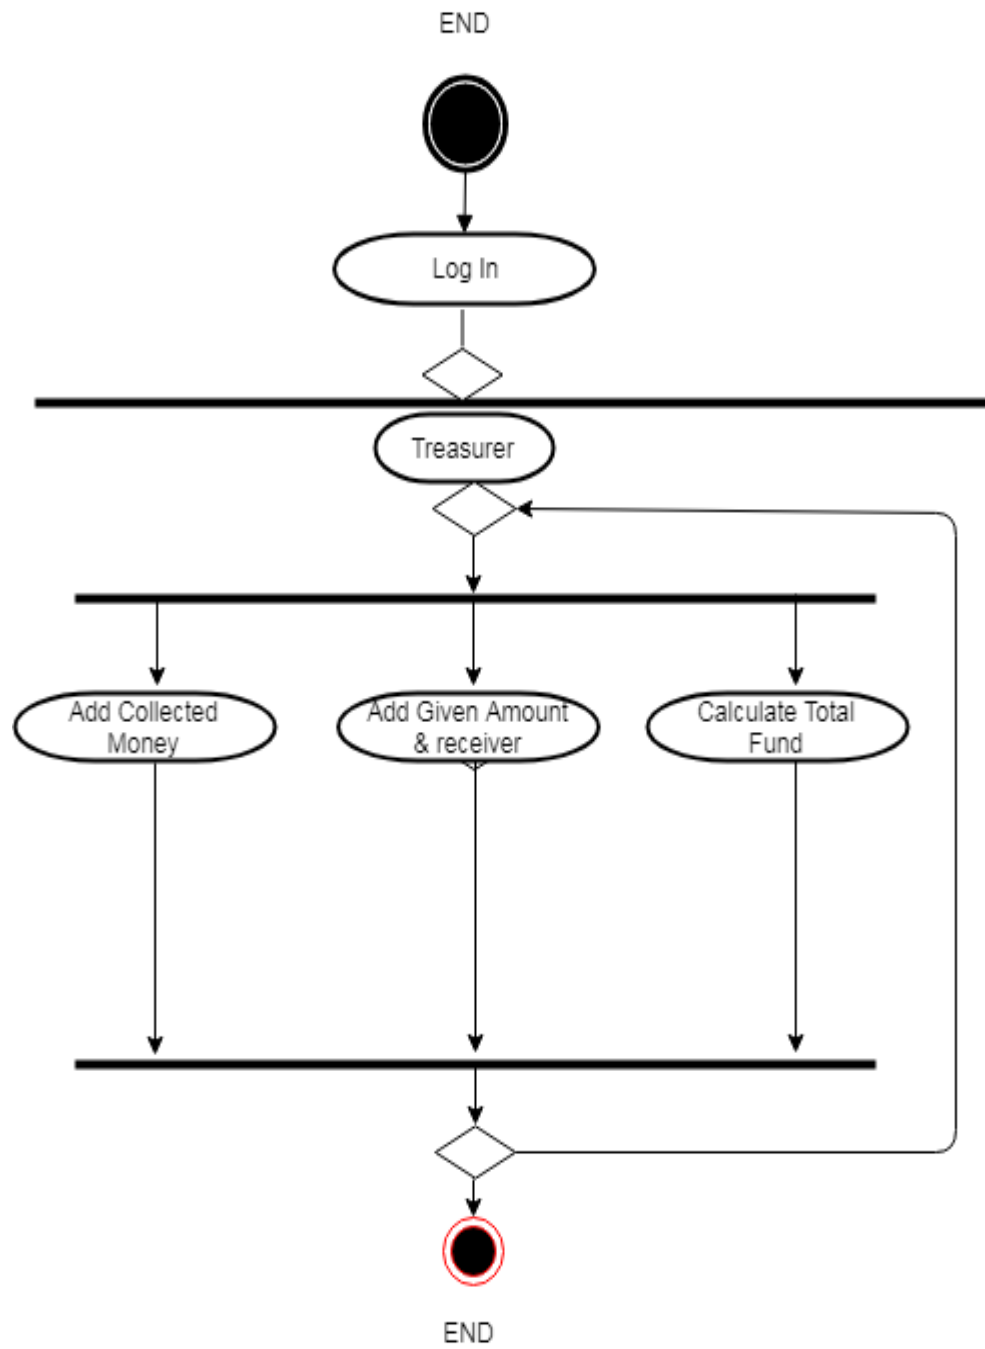 END
Log In
Treasurer
Add Collected
Money
Add Given Amount
& receiver
Calculate Total
Fund
END